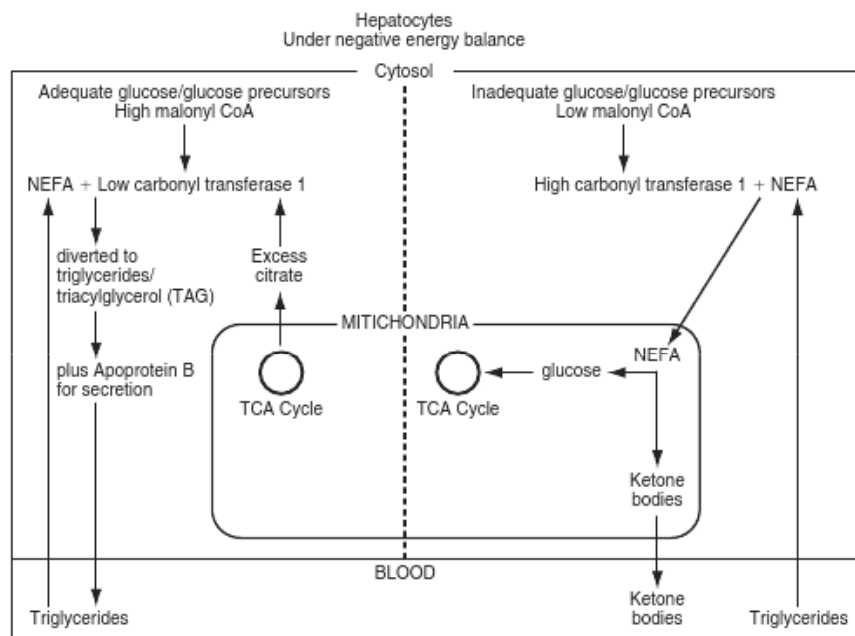 Hepatocytes
Under negative energy balance
Cytosol
Adequate glucose/glucose precursors
High malonyl CoA
Inadequate glucose/glucose precursors
Low malonyl CoA
NEFA + Low carbonyl transferase 1
High carbonyl transferase 1 + NEFA
diverted to
triglycerides/
triacylglycerol (TAG)
Excess
citrate
MITICHONDRIA
plus Apoprotein B
for secretion
TCA Cycle
TCA Cycle
glucose
NEFA
Ketone
bodies
BLOOD
Triglycerides
Ketone
bodies
Triglycerides